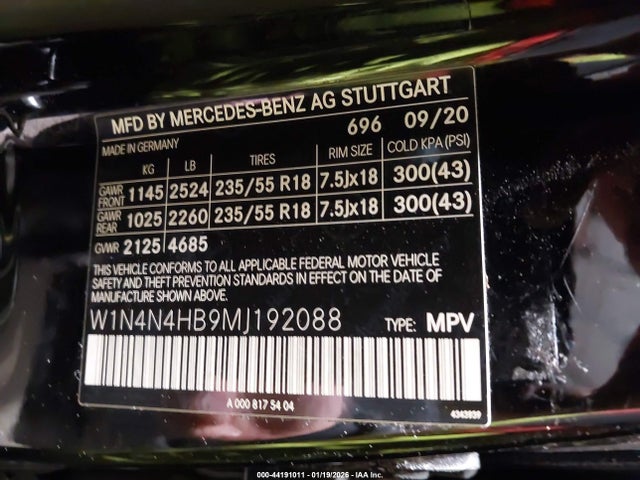 MFD BY MERCEDES-BENZ AG STUTTGART
MADE IN GERMANY 696 09/20
KG LB TIRES RIM SIZE COLD KPA(PSI)
GAWR FRONT 1145 2524 235/55 R18 7.5Jx18 300(43)
GAWR REAR 1025 2260 235/55 R18 7.5Jx18 300(43)
GVWR 2125 4685
THIS VEHICLE CONFORMS TO ALL APPLICABLE FEDERAL MOTOR VEHICLE
SAFETY AND THEFT PREVENTION STANDARDS IN EFFECT ON THE DATE
OF MANUFACTURE SHOWN ABOVE.
W1N4N4HB9MJ192088 TYPE: MPV
A 000 817 54 04
4343939
000-44191011 - 01/19/2026 - IAA Inc.